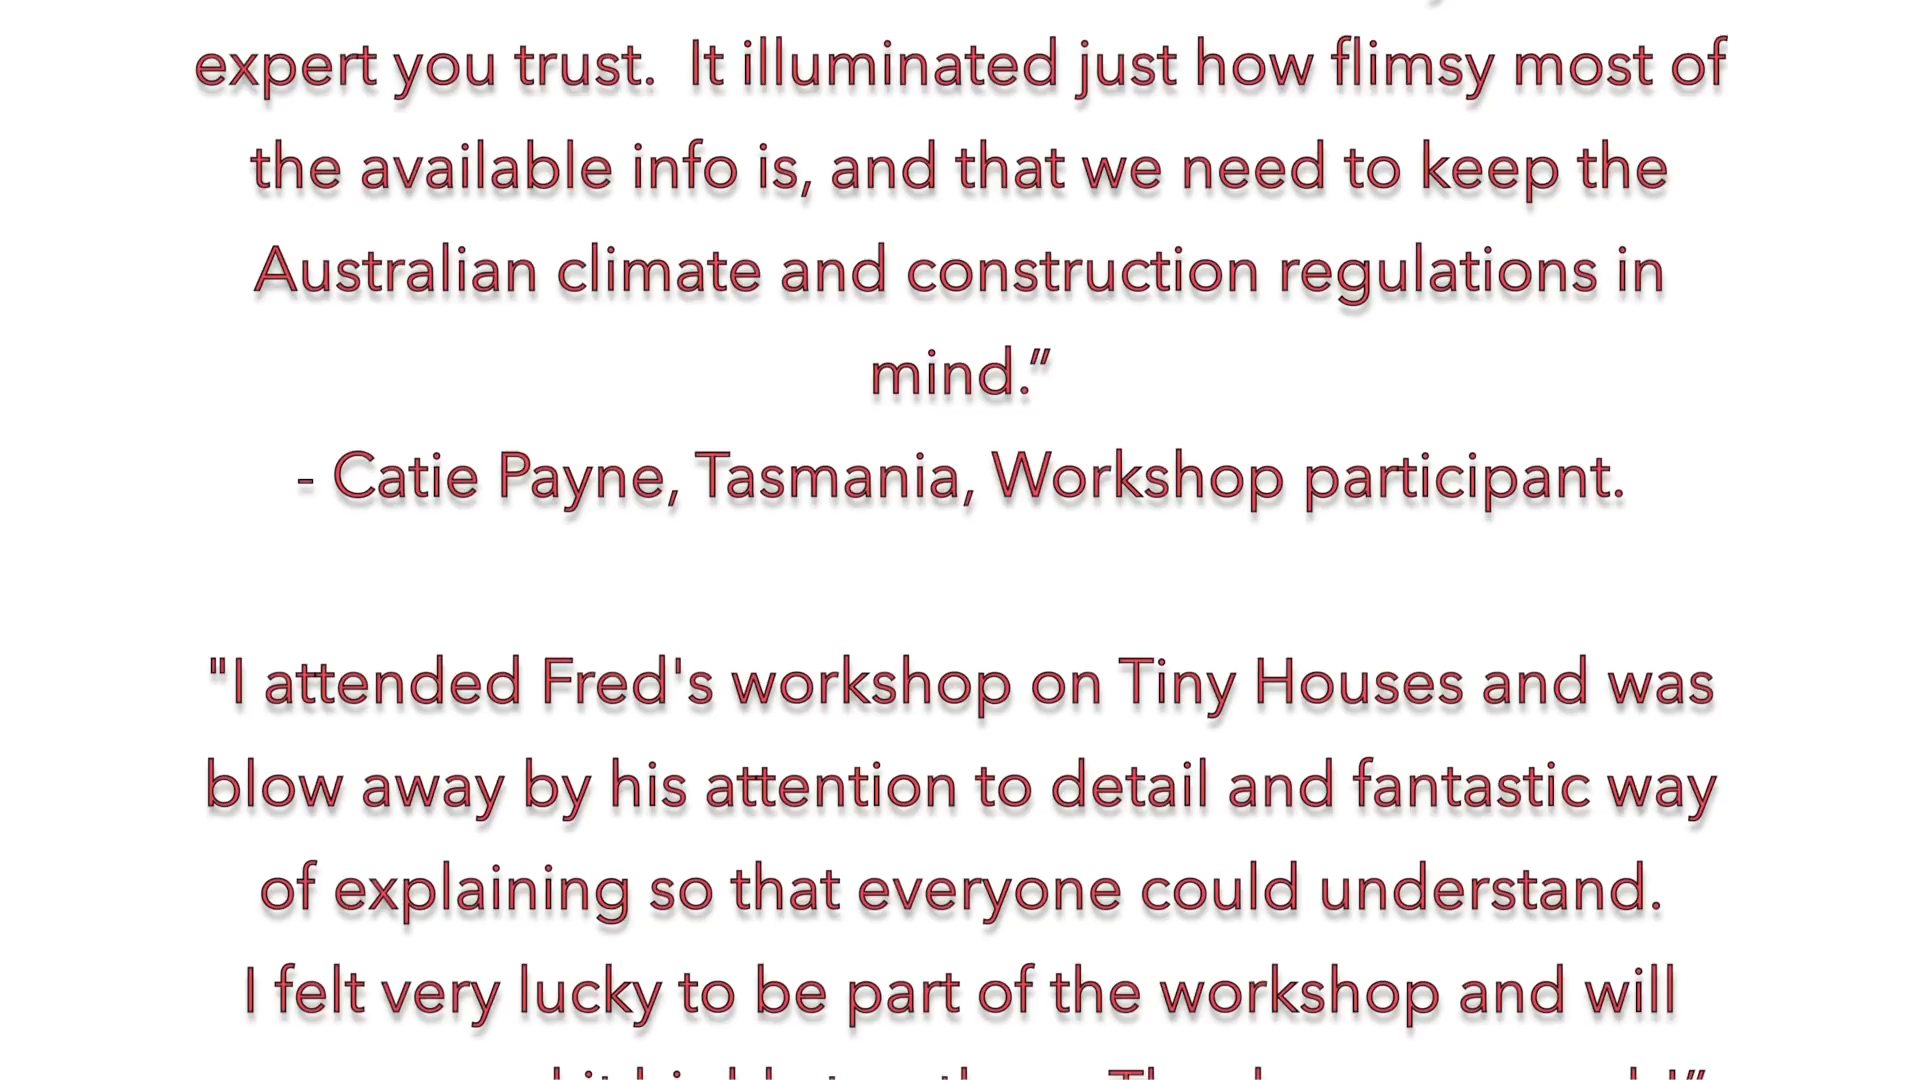 expert you trust.  It illuminated just how flimsy most of
the available info is, and that we need to keep the
Australian climate and construction regulations in
mind.”
- Catie Payne, Tasmania, Workshop participant.
"I attended Fred's workshop on Tiny Houses and was
blow away by his attention to detail and fantastic way
of explaining so that everyone could understand.
I felt very lucky to be part of the workshop and will